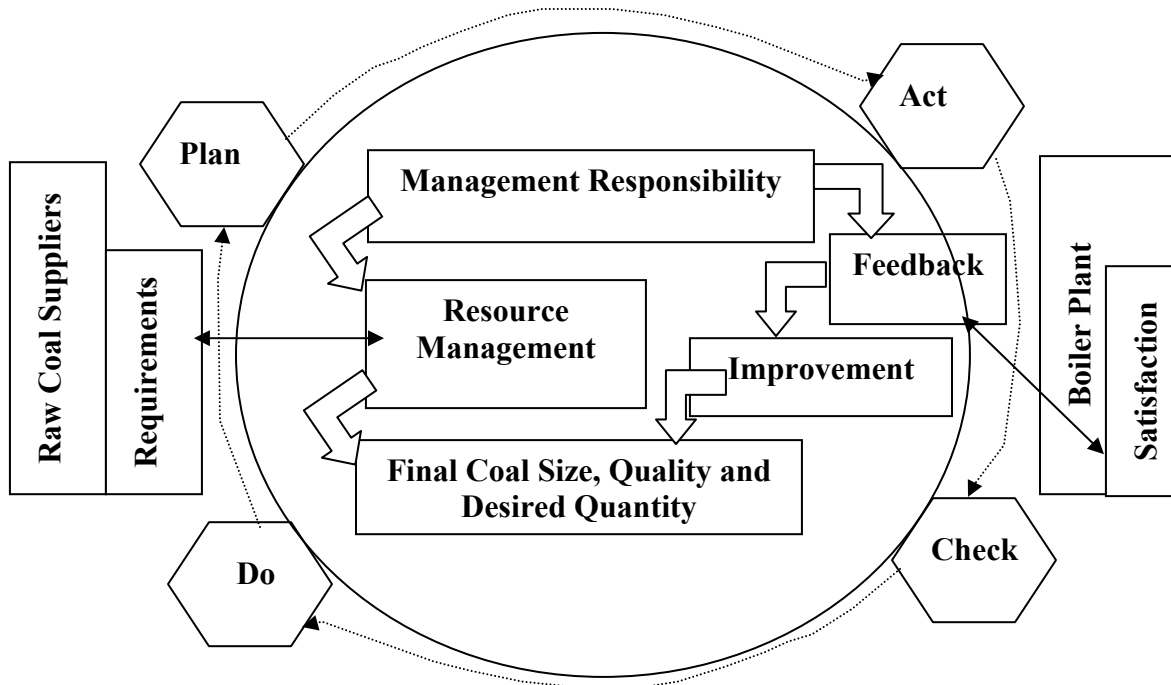 Plan
Act
Management Responsibility
Raw Coal Suppliers
Requirements
Feedback
Resource
Management
Improvement
Boiler Plant
Satisfaction
Final Coal Size, Quality and
Desired Quantity
Do
Check